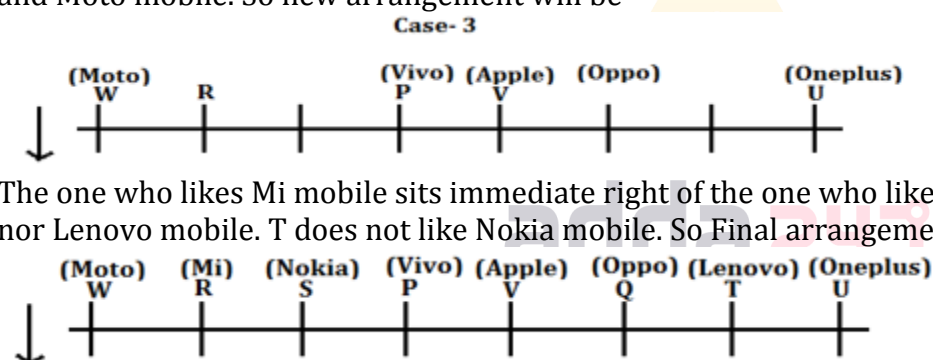 and Moto mobile. So new arrangement will be
Case- 3
(Moto) (Vivo) (Apple) (Oppo) (Oneplus)
W R P V U
The one who likes Mi mobile sits immediate right of the one who like
nor Lenovo mobile. T does not like Nokia mobile. So Final arrangeme
(Moto) (Mi) (Nokia) (Vivo) (Apple) (Oppo) (Lenovo) (Oneplus)
W R S P V Q T U